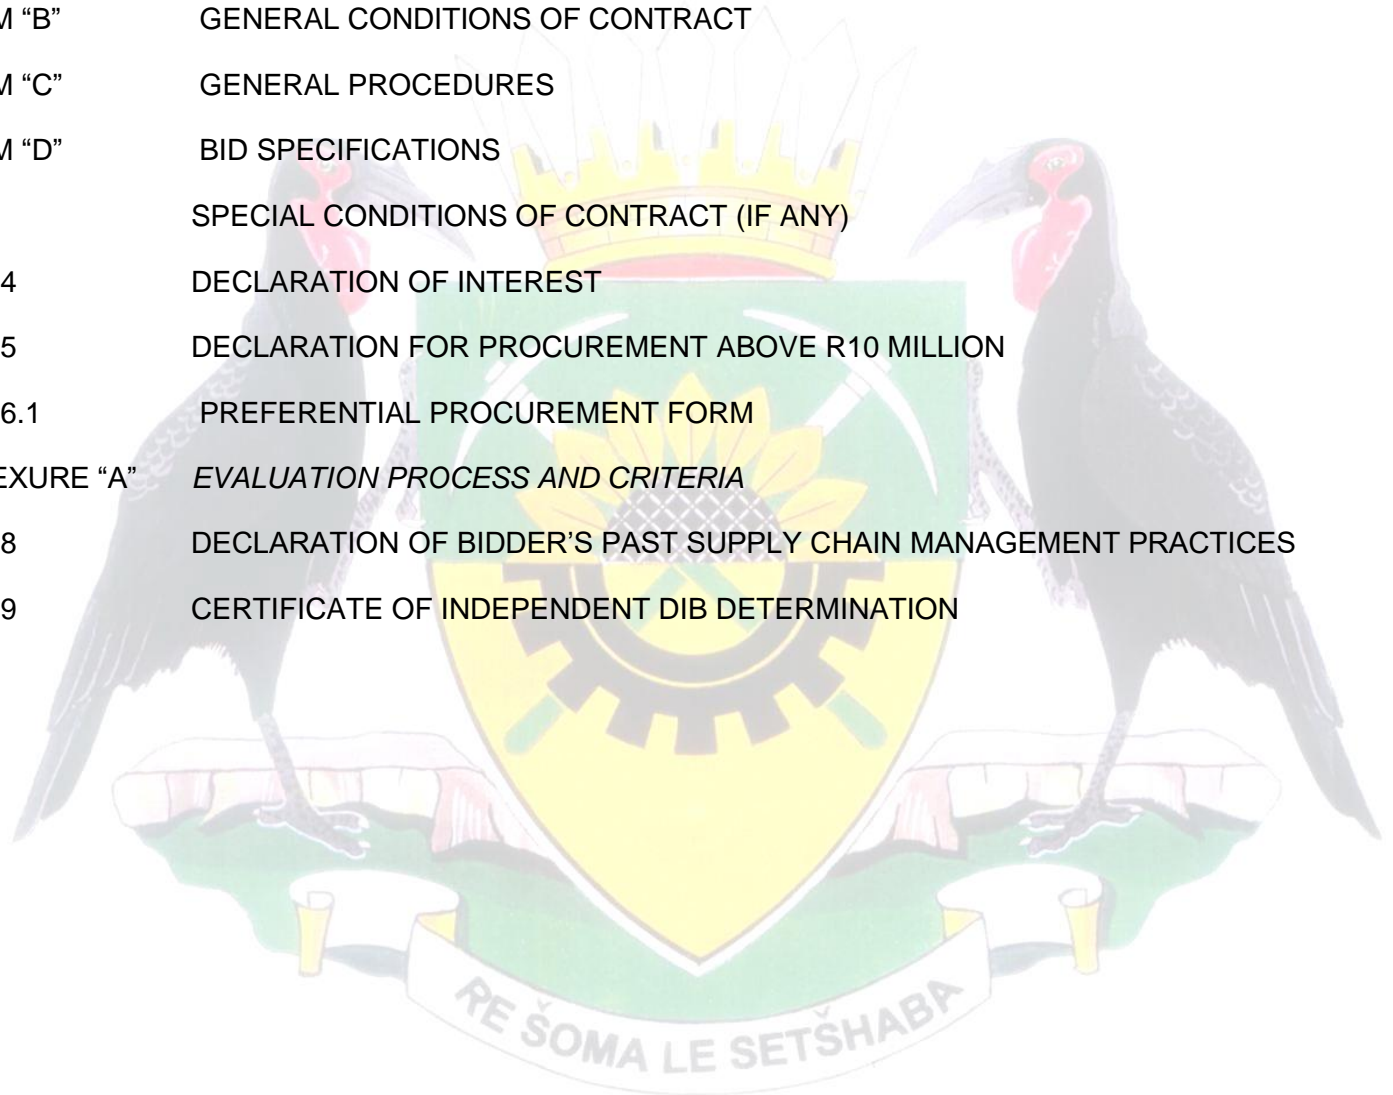 M “B” GENERAL CONDITIONS OF CONTRACT
M “C” GENERAL PROCEDURES
M “D” BID SPECIFICATIONS
SPECIAL CONDITIONS OF CONTRACT (IF ANY)
4 DECLARATION OF INTEREST
5 DECLARATION FOR PROCUREMENT ABOVE R10 MILLION
6.1 PREFERENTIAL PROCUREMENT FORM
EXURE “A” EVALUATION PROCESS AND CRITERIA
8 DECLARATION OF BIDDER’S PAST SUPPLY CHAIN MANAGEMENT PRACTICES
9 CERTIFICATE OF INDEPENDENT DIB DETERMINATION
RE ŠOMA LE SETŠHABA